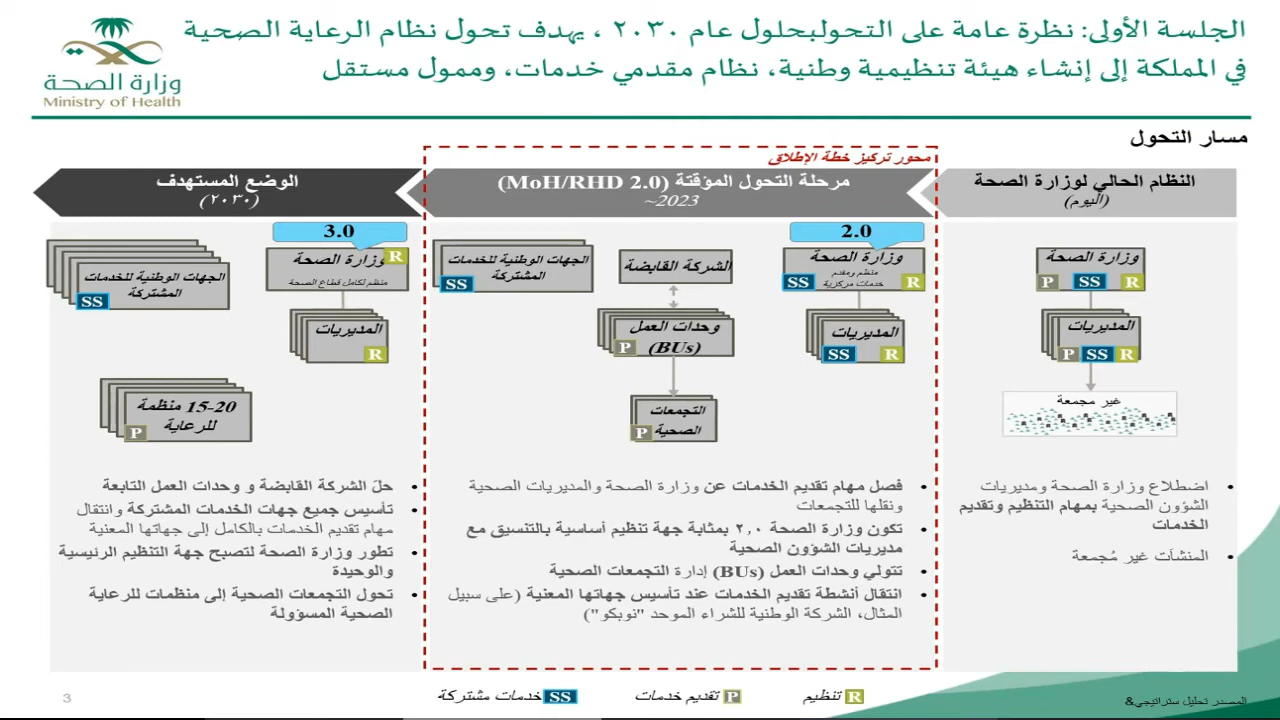 الجلسة الأولى: نظرة عامة على التحولبحلول عام ٢٠٣٠ ، يهدف تحول نظام الرعاية الصحية
في المملكة إلى إنشاء هيئة تنظيمية وطنية، نظام مقدمي خدمات، وممول مستقل
وزارة الصحة
Ministry of Health
مسار التحول
محور تركيز خطة الإطلاق
النظام الحالي لوزارة الصحة
(اليوم)
وزارة الصحة
P SS R
المديريات
P SS R
غير مجمعة
اضطلاع وزارة الصحة ومديريات
الشؤون الصحية بمهام التنظيم وتقديم
الخدمات
المنشآت غير مُجمعة
مرحلة التحول المؤقتة (MoH/RHD 2.0)
~2023
2.0
وزارة الصحة
منظم ومقدم
خدمات مركزية
SS R
المديريات
SS R
الشركة القابضة
وحدات العمل
(BUs)
P
التجمعات
الصحية
P
الجهات الوطنية للخدمات
المشتركة
SS
• فصل مهام تقديم الخدمات عن وزارة الصحة والمديريات الصحية
ونقلها للتجمعات
• تكون وزارة الصحة ٢,٠ بمثابة جهة تنظيم أساسية بالتنسيق مع
مديريات الشؤون الصحية
• تتولي وحدات العمل (BUs) إدارة التجمعات الصحية
• انتقال أنشطة تقديم الخدمات عند تأسيس جهاتها المعنية (على سبيل
المثال، الشركة الوطنية للشراء الموحد "نوبكو")
الوضع المستهدف
(٢٠٣٠)
3.0
وزارة الصحة
R
منظم لكامل قطاع الصحة
المديريات
R
الجهات الوطنية للخدمات
المشتركة
SS
15-20 منظمة
للرعاية
P
• حلّ الشركة القابضة و وحدات العمل التابعة
• تأسيس جميع جهات الخدمات المشتركة وانتقال
مهام تقديم الخدمات بالكامل إلى جهاتها المعنية
• تطور وزارة الصحة لتصبح جهة التنظيم الرئيسية
والوحيدة
• تحول التجمعات الصحية إلى منظمات للرعاية
الصحية المسؤولة
R تنظيم
P تقديم خدمات
SS خدمات مشتركة
المصدر تحليل ستراتيجي&
3